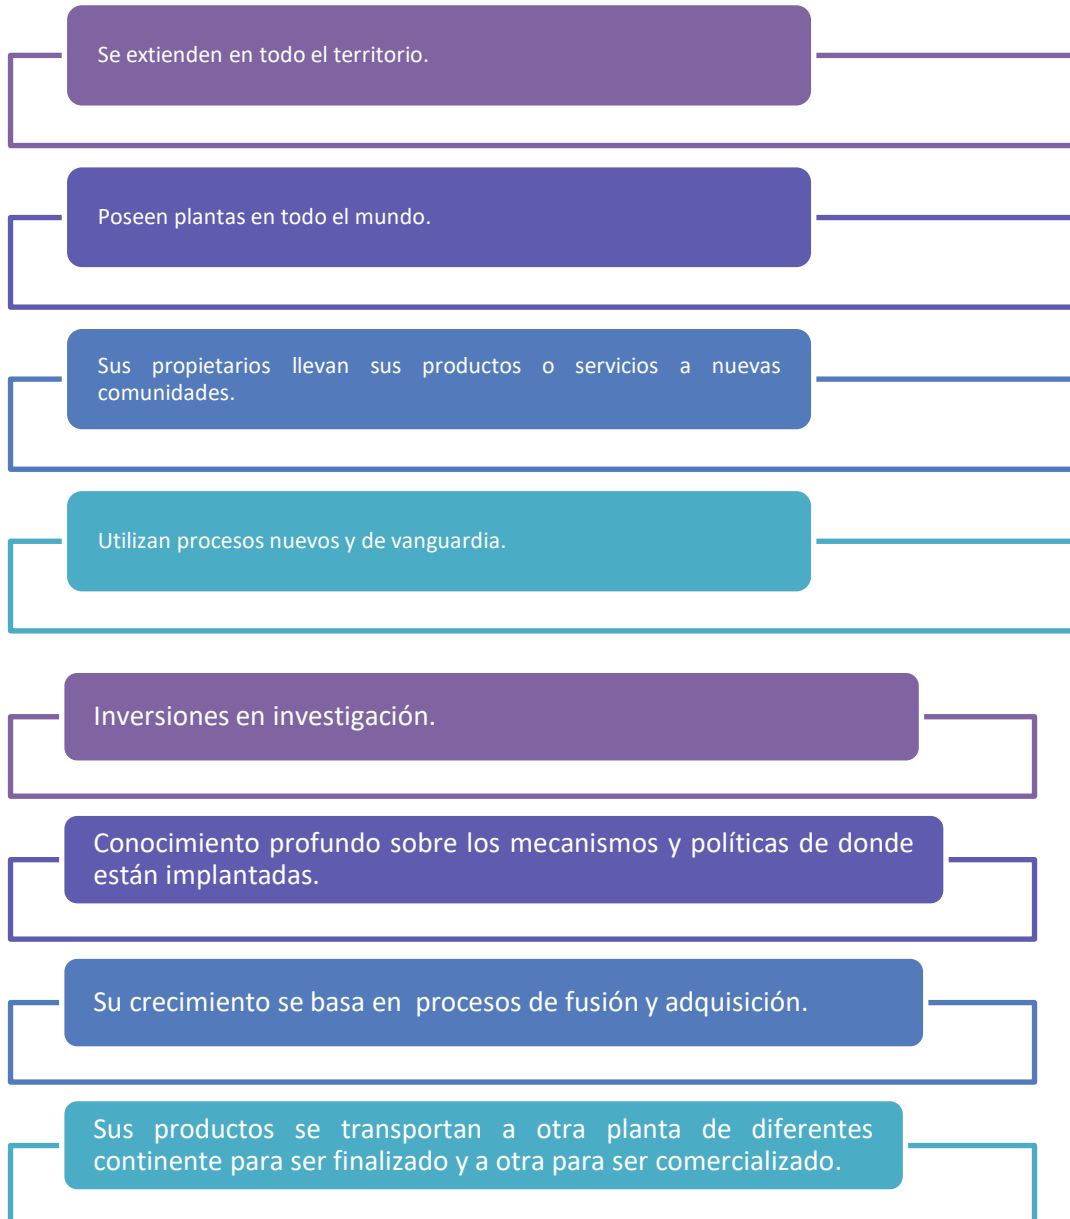 Se extienden en todo el territorio.
Poseen plantas en todo el mundo.
Sus propietarios llevan sus productos o servicios a nuevas
comunidades.
Utilizan procesos nuevos y de vanguardia.
Inversiones en investigación.
Conocimiento profundo sobre los mecanismos y políticas de donde
están implantadas.
Su crecimiento se basa en procesos de fusión y adquisición.
Sus productos se transportan a otra planta de diferentes
continente para ser finalizado y a otra para ser comercializado.